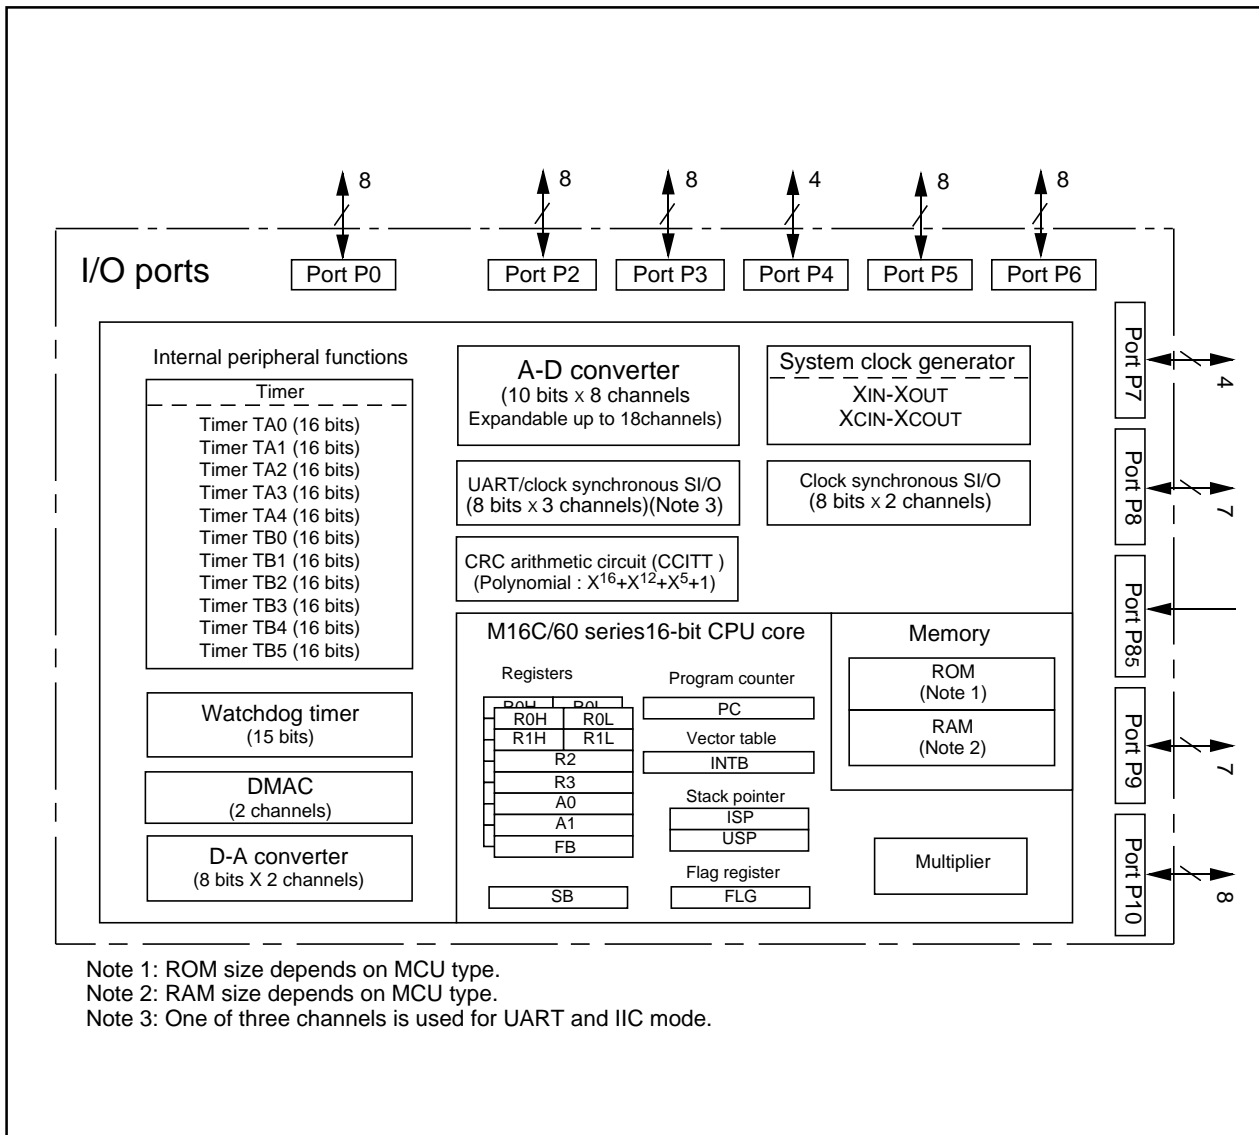 8
8
8
4
8
8
I/O ports
Port P0
Port P2
Port P3
Port P4
Port P5
Port P6
Internal peripheral functions
Timer
Timer TA0 (16 bits)
Timer TA1 (16 bits)
Timer TA2 (16 bits)
Timer TA3 (16 bits)
Timer TA4 (16 bits)
Timer TB0 (16 bits)
Timer TB1 (16 bits)
Timer TB2 (16 bits)
Timer TB3 (16 bits)
Timer TB4 (16 bits)
Timer TB5 (16 bits)
Watchdog timer
(15 bits)
DMAC
(2 channels)
D-A converter
(8 bits X 2 channels)
A-D converter
(10 bits x 8 channels
Expandable up to 18channels)
UART/clock synchronous SI/O
(8 bits x 3 channels)(Note 3)
CRC arithmetic circuit (CCITT )
(Polynomial : X16+X12+X5+1)
System clock generator
XIN-XOUT
XCIN-XCOUT
Clock synchronous SI/O
(8 bits x 2 channels)
M16C/60 series16-bit CPU core
Registers
R0H R0L
R0H R0L
R1H R1L
R2
R3
A0
A1
FB
SB
Program counter
PC
Vector table
INTB
Stack pointer
ISP
USP
Flag register
FLG
Memory
ROM
(Note 1)
RAM
(Note 2)
Multiplier
Port P7
4
Port P8
7
Port P85
Port P9
7
Port P10
8
Note 1: ROM size depends on MCU type.
Note 2: RAM size depends on MCU type.
Note 3: One of three channels is used for UART and IIC mode.